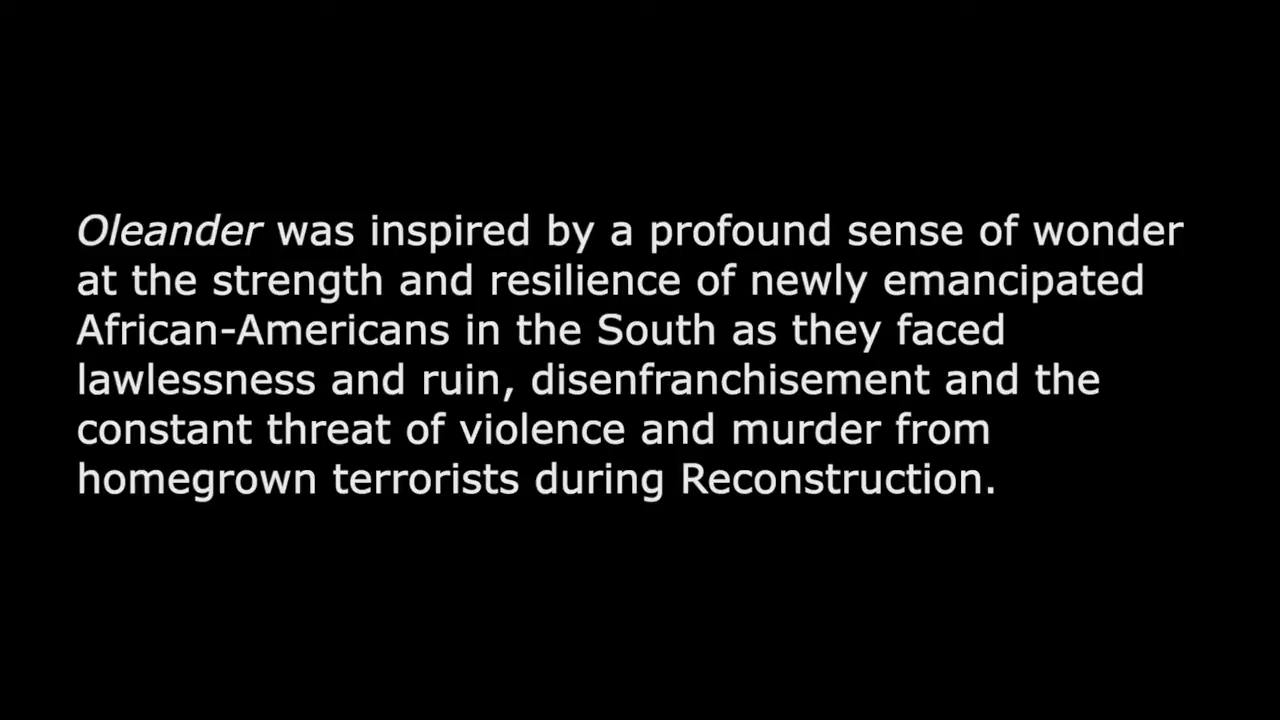 Oleander was inspired by a profound sense of wonder
at the strength and resilience of newly emancipated
African-Americans in the South as they faced
lawlessness and ruin, disenfranchisement and the
constant threat of violence and murder from
homegrown terrorists during Reconstruction.